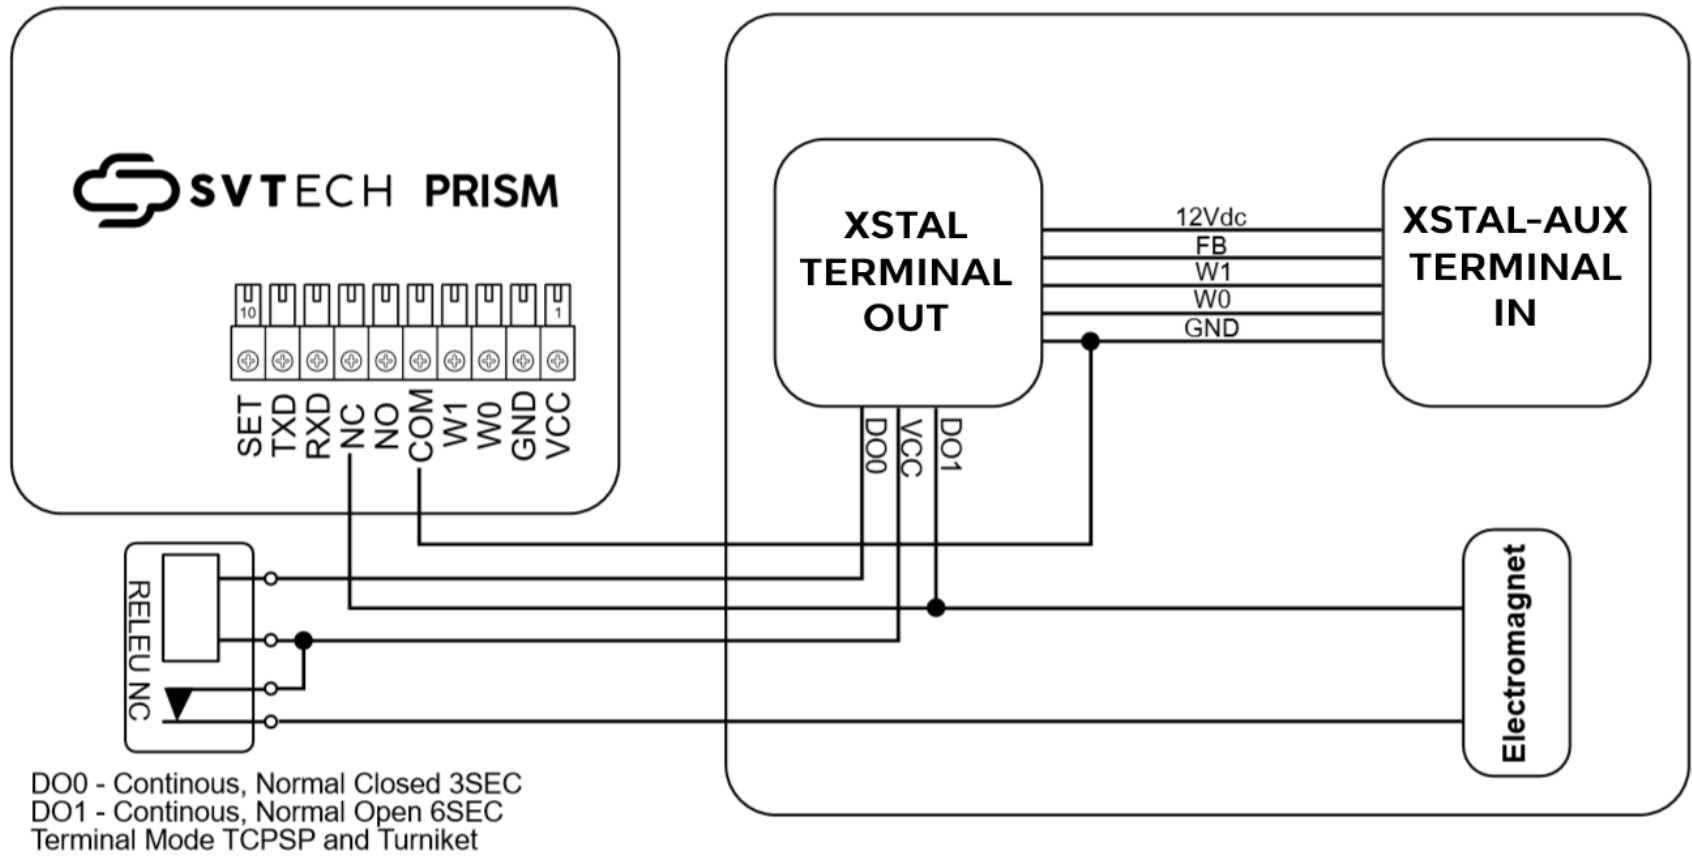 SVTECH PRISM
10
1
SET
TXD
RXD
NC
NO
COM
W1
W0
GND
VCC
XSTAL
TERMINAL
OUT
12Vdc
FB
W1
W0
GND
XSTAL-AUX
TERMINAL
IN
DO0
VCC
DO1
RELEU NC
Electromagnet
DO0 - Continous, Normal Closed 3SEC
DO1 - Continous, Normal Open 6SEC
Terminal Mode TCPSP and Turniket